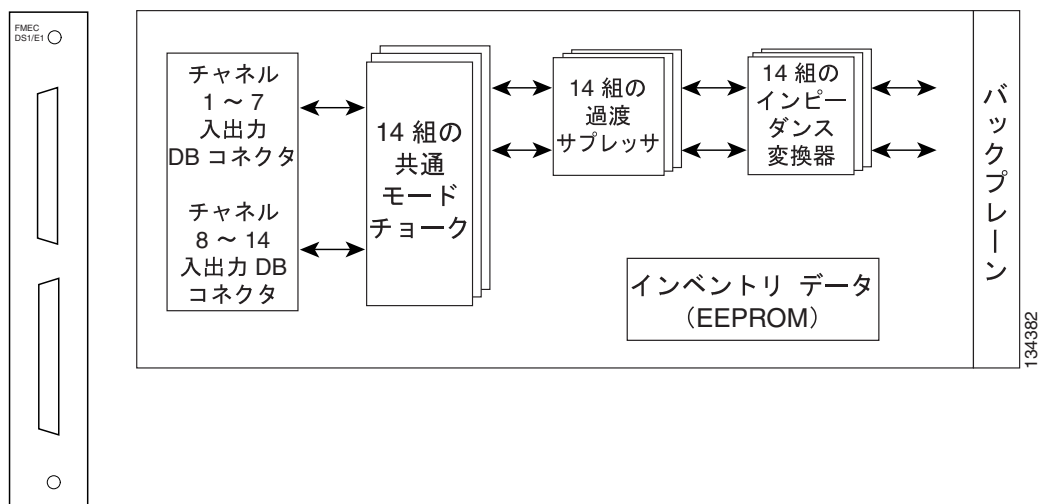 FMEC
DS1/E1
チャネル
1 ～ 7
入出力
DB コネクタ
チャネル
8 ～ 14
入出力 DB
コネクタ
14 組の
共通
モード
チョーク
14 組の
過渡
サプレッサ
14 組の
インピー
ダンス
変換器
インベントリ データ
（EEPROM）
バックプレーン
134382